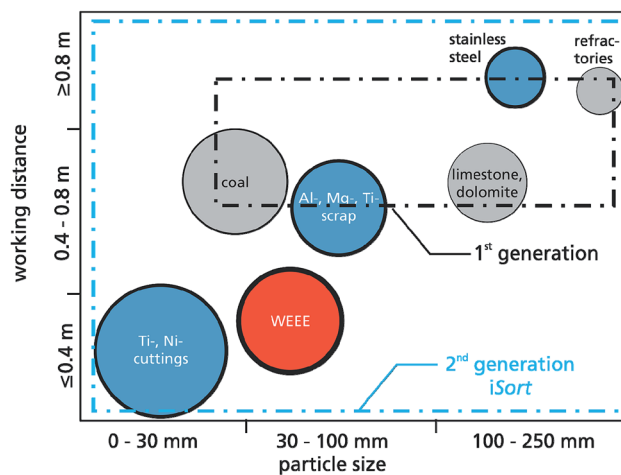 working distance
≥0.8 m
0.4 - 0.8 m
≤0.4 m
stainless
steel
refrac-
tories
coal
Al-, Mg-, Ti-
scrap
limestone,
dolomite
1st generation
Ti-, Ni-
cuttings
WEEE
2nd generation
iSort
0 - 30 mm
30 - 100 mm
100 - 250 mm
particle size